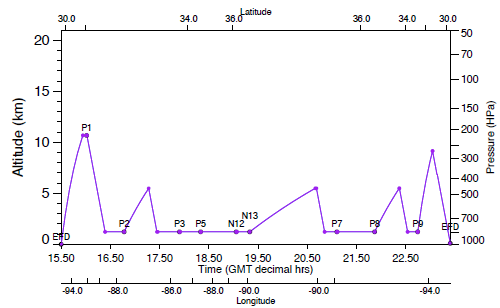 Latitude
30.0 34.0 36.0 36.0 34.0 30.0
20 50
70
100
15
150
P1 200
10
300
400
5 500
N13
P2 P3 P5 N12 P7 P8 P9 700
EFD EFD
0 1000
Altitude (km)
Pressure (HPa)
15.50 16.50 17.50 18.50 19.50 20.50 21.50 22.50
Time (GMT decimal hrs)
-94.0 -88.0 -86.0 -88.0 -90.0 -90.0 -94.0
Longitude